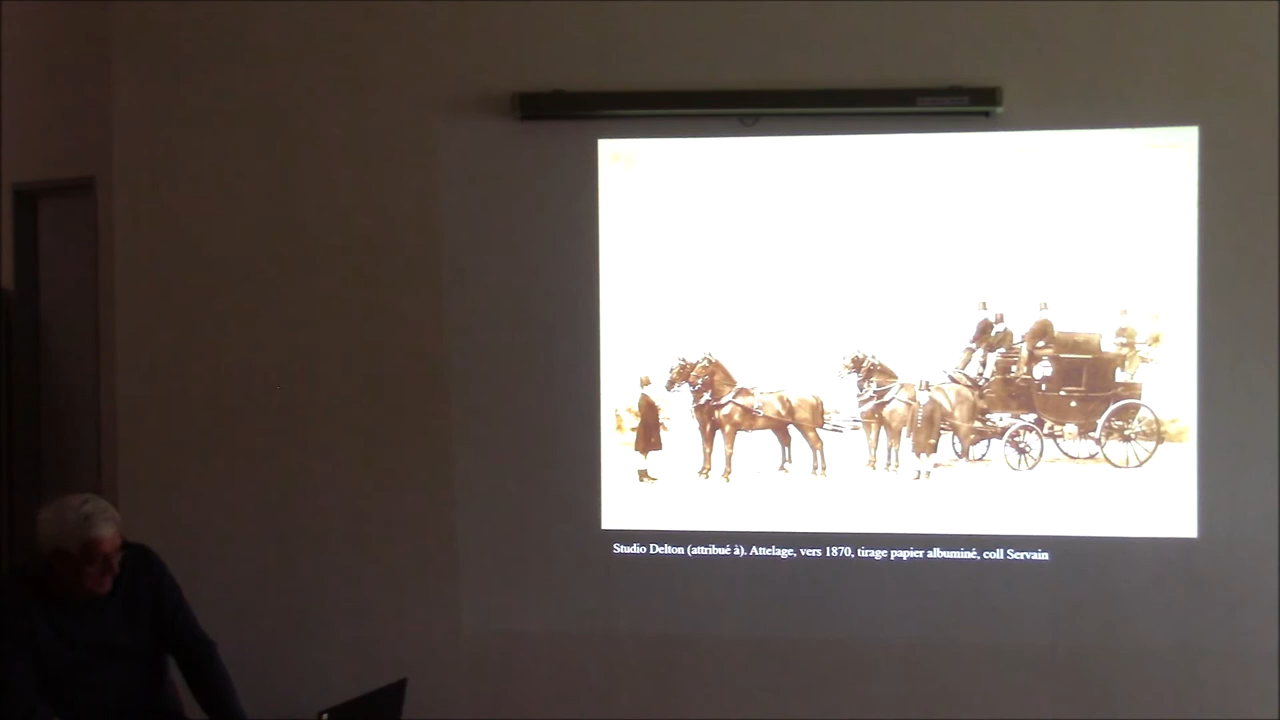 Studio Delton (attribué à). Attelage, vers 1870, tirage papier albuminé, coll Servain